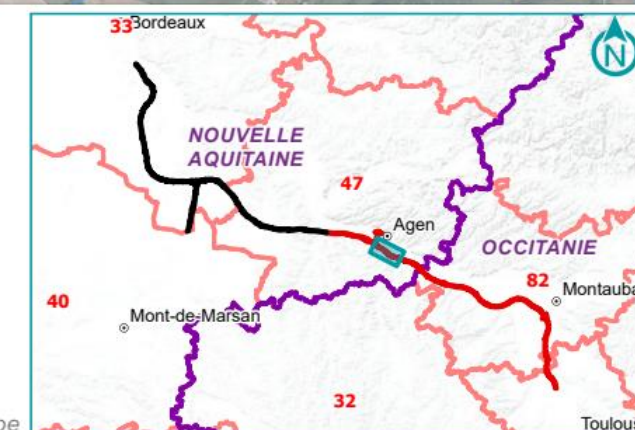 33
Bordeaux
N
NOUVELLE
AQUITAINE
47
Agen
OCCITANIE
82
Montauba
40
Mont-de-Marsan
32
Toulous